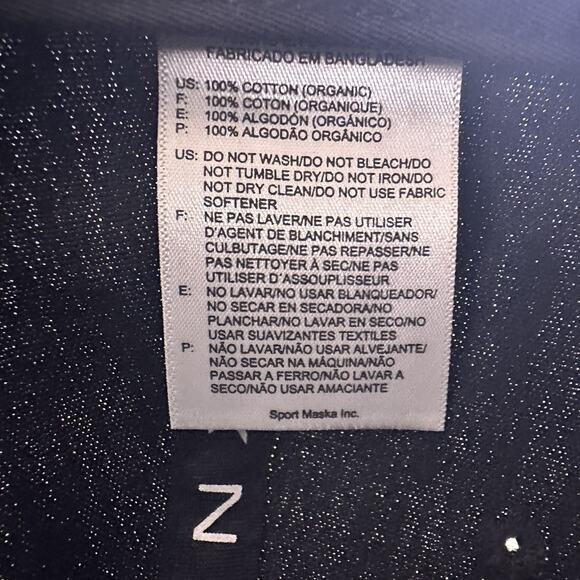 FABRICADO EM BANGLADESH
US: 100% COTTON (ORGANIC)
F: 100% COTON (ORGANIQUE)
E: 100% ALGODÓN (ORGÁNICO)
P: 100% ALGODÃO ORGÂNICO
US: DO NOT WASH/DO NOT BLEACH/DO
NOT TUMBLE DRY/DO NOT IRON/DO
NOT DRY CLEAN/DO NOT USE FABRIC
SOFTENER
F: NE PAS LAVER/NE PAS UTILISER
D'AGENT DE BLANCHIMENT/SANS
CULBUTAGE/NE PAS REPASSER/NE
PAS NETTOYER À SEC/NE PAS
UTILISER D'ASSOUPLISSEUR
E: NO LAVAR/NO USAR BLANQUEADOR/
NO SECAR EN SECADORA/NO
PLANCHAR/NO LAVAR EN SECO/NO
USAR SUAVIZANTES TEXTILES
P: NÃO LAVAR/NÃO USAR ALVEJANTE/
NÃO SECAR NA MÁQUINA/NÃO
PASSAR A FERRO/NÃO LAVAR A
SECO/NÃO USAR AMACIANTE
Sport Maska Inc.
Z